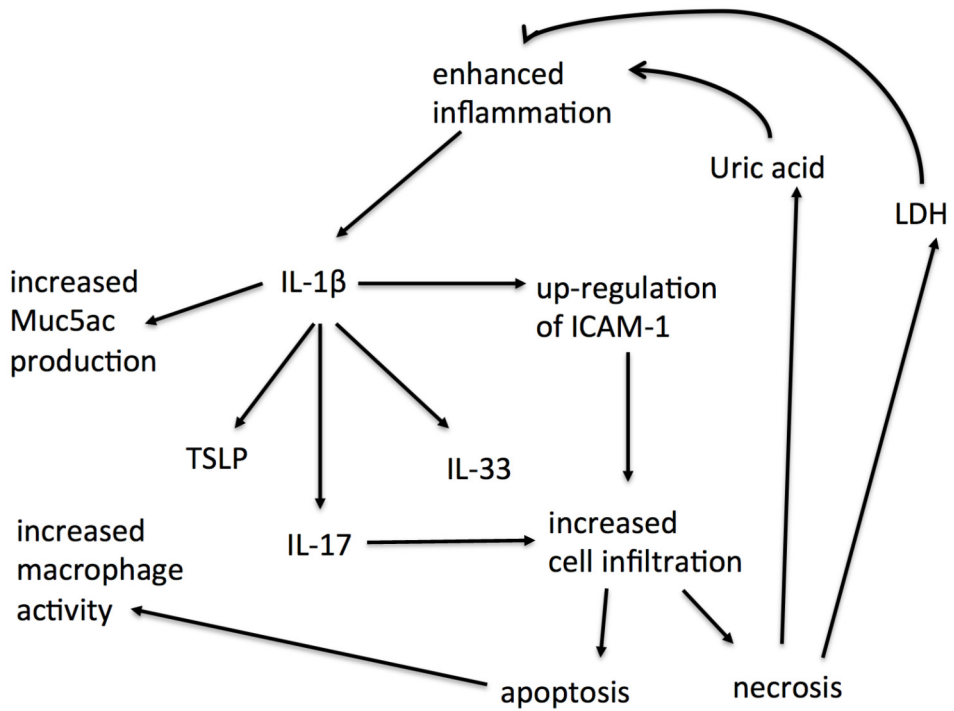 enhanced
inflammation
Uric acid
LDH
increased
Muc5ac
production
IL-1β
up-regulation
of ICAM-1
TSLP
IL-33
increased
macrophage
activity
IL-17
increased
cell infiltration
apoptosis
necrosis